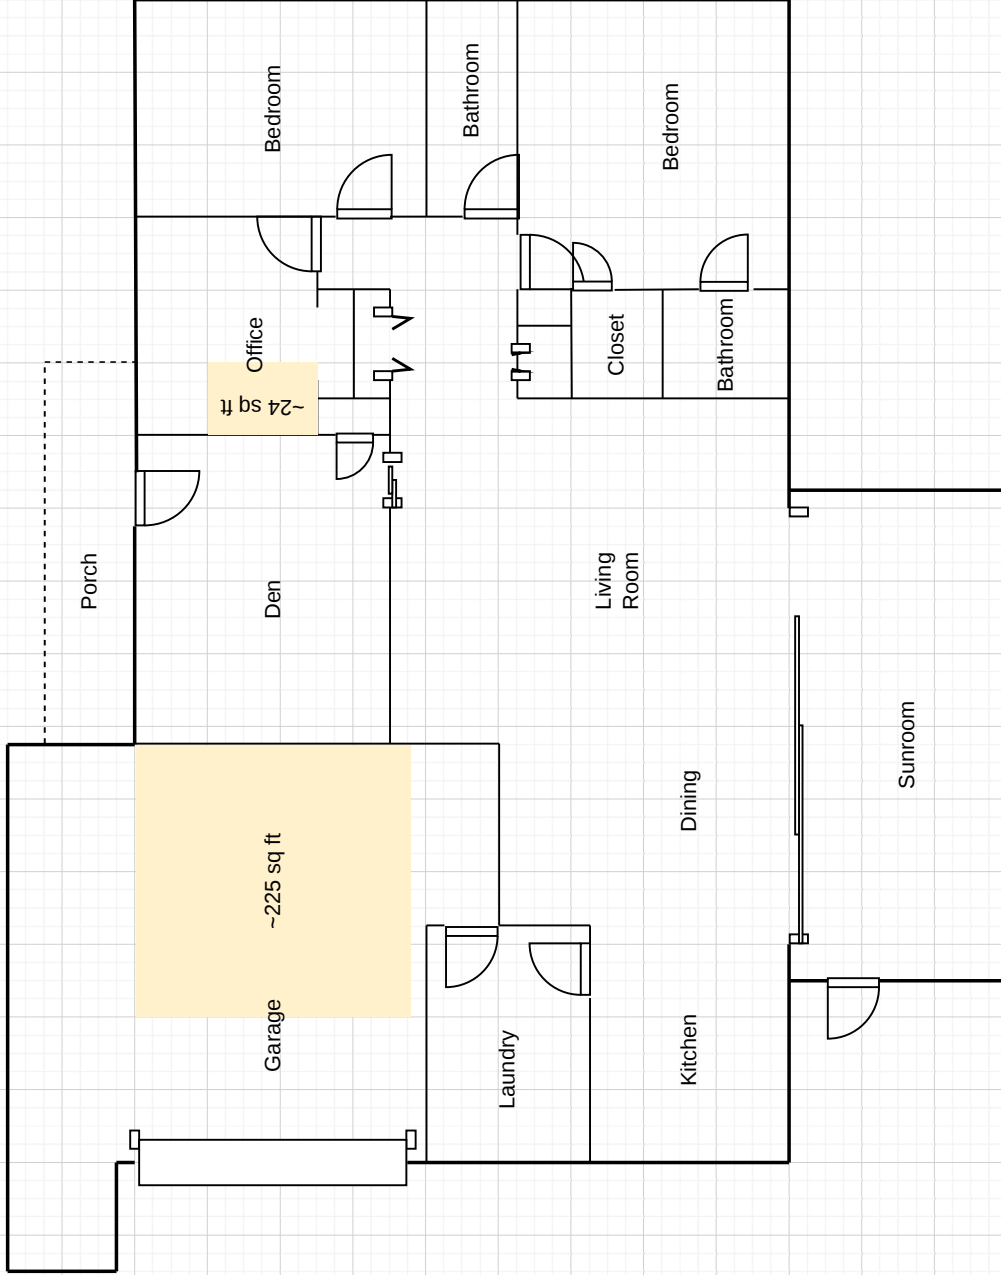 Bedroom
Bathroom
Bedroom
Office
~24 sq ft
Closet
Bathroom
Porch
Den
Living
Room
Sunroom
Dining
~225 sq ft
Garage
Laundry
Kitchen